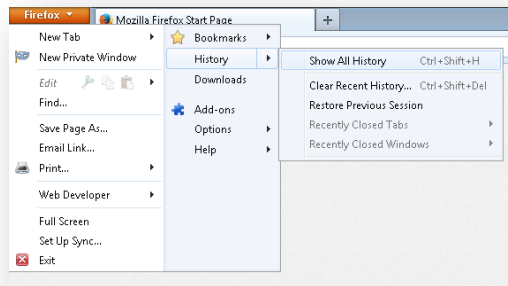 Firefox
Mozilla Firefox Start Page
New Tab
New Private Window
Edit
Find...
Save Page As...
Email Link...
Print...
Web Developer
Full Screen
Set Up Sync...
Exit
Bookmarks
History
Downloads
Add-ons
Options
Help
Show All History Ctrl+Shift+H
Clear Recent History... Ctrl+Shift+Del
Restore Previous Session
Recently Closed Tabs
Recently Closed Windows